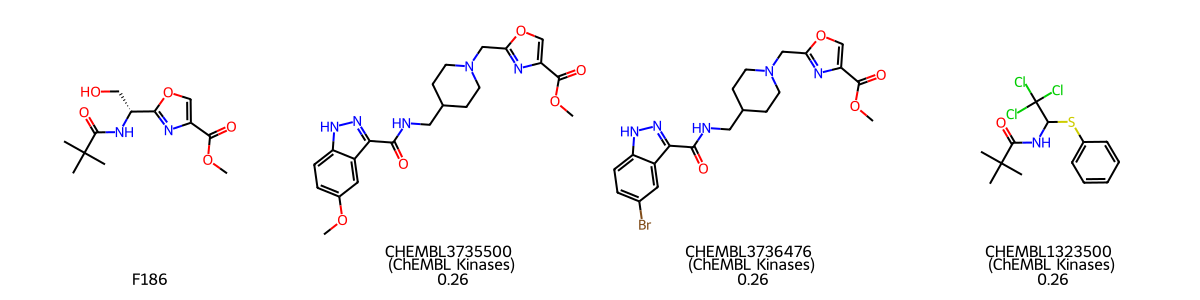 HO
O
NH
O
N
O
O
O
N
N
O
O
HN
N
HN
O
O
O
N
N
O
O
HN
N
HN
O
Br
Cl
Cl
Cl
O
S
NH
F186
CHEMBL3735500
(ChEMBL Kinases)
0.26
CHEMBL3736476
(ChEMBL Kinases)
0.26
CHEMBL1323500
(ChEMBL Kinases)
0.26